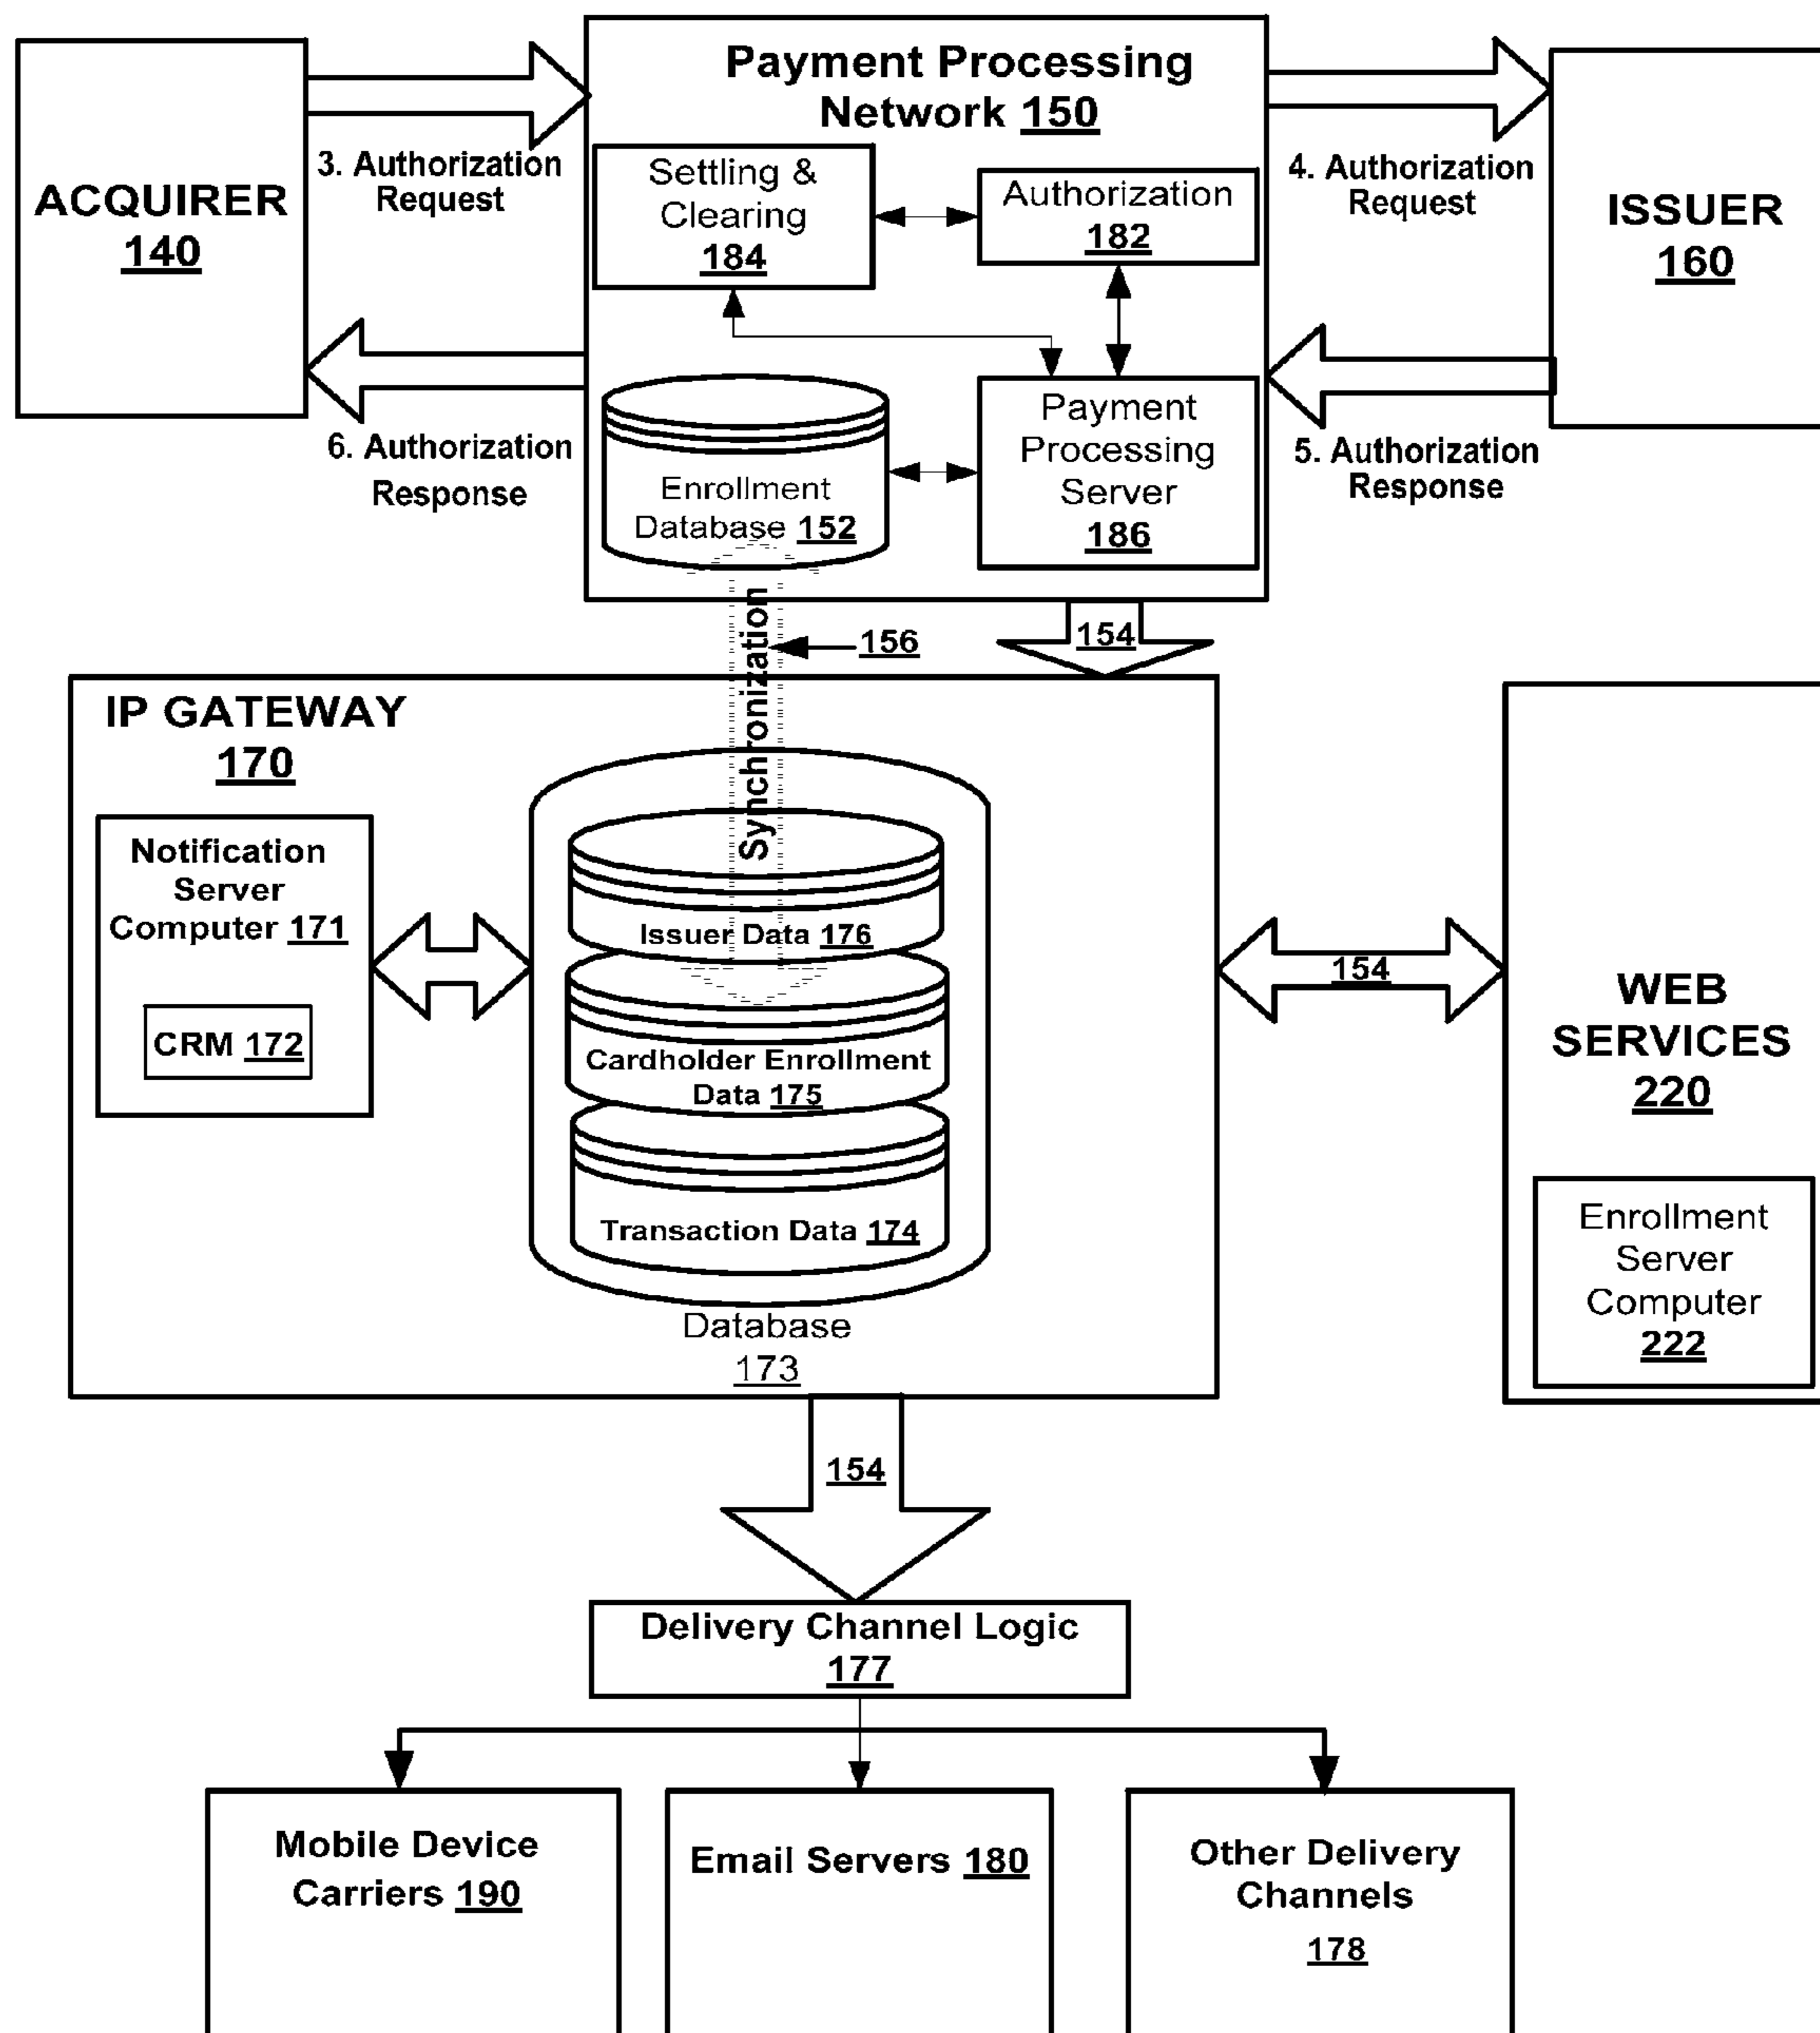 Payment Processing
Network 150
ACQUIRER
140
3. Authorization
Request
Settling &
Clearing
184
Authorization
182
4. Authorization
Request
ISSUER
160
6. Authorization
Response
Enrollment
Database 152
Payment
Processing
Server
186
5. Authorization
Response
Synchronization
156
154
IP GATEWAY
170
Notification
Server
Computer 171
CRM 172
Issuer Data 176
Cardholder Enrollment
Data 175
Transaction Data 174
Database
173
154
WEB
SERVICES
220
Enrollment
Server
Computer
222
154
Delivery Channel Logic
177
Mobile Device
Carriers 190
Email Servers 180
Other Delivery
Channels
178